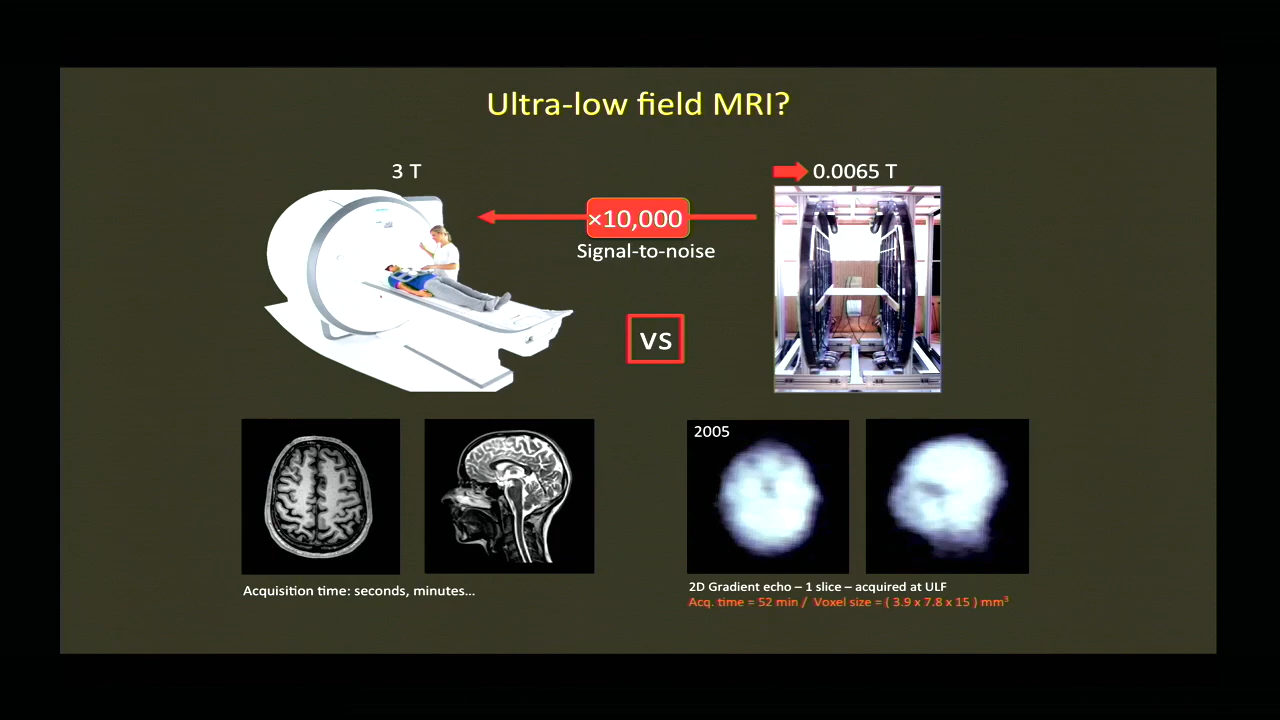 Ultra-low field MRI?
3 T
0.0065 T
×10,000
Signal-to-noise
VS
2005
Acquisition time: seconds, minutes...
2D Gradient echo – 1 slice – acquired at ULF
Acq. time = 52 min / Voxel size = ( 3.9 x 7.8 x 15 ) mm³